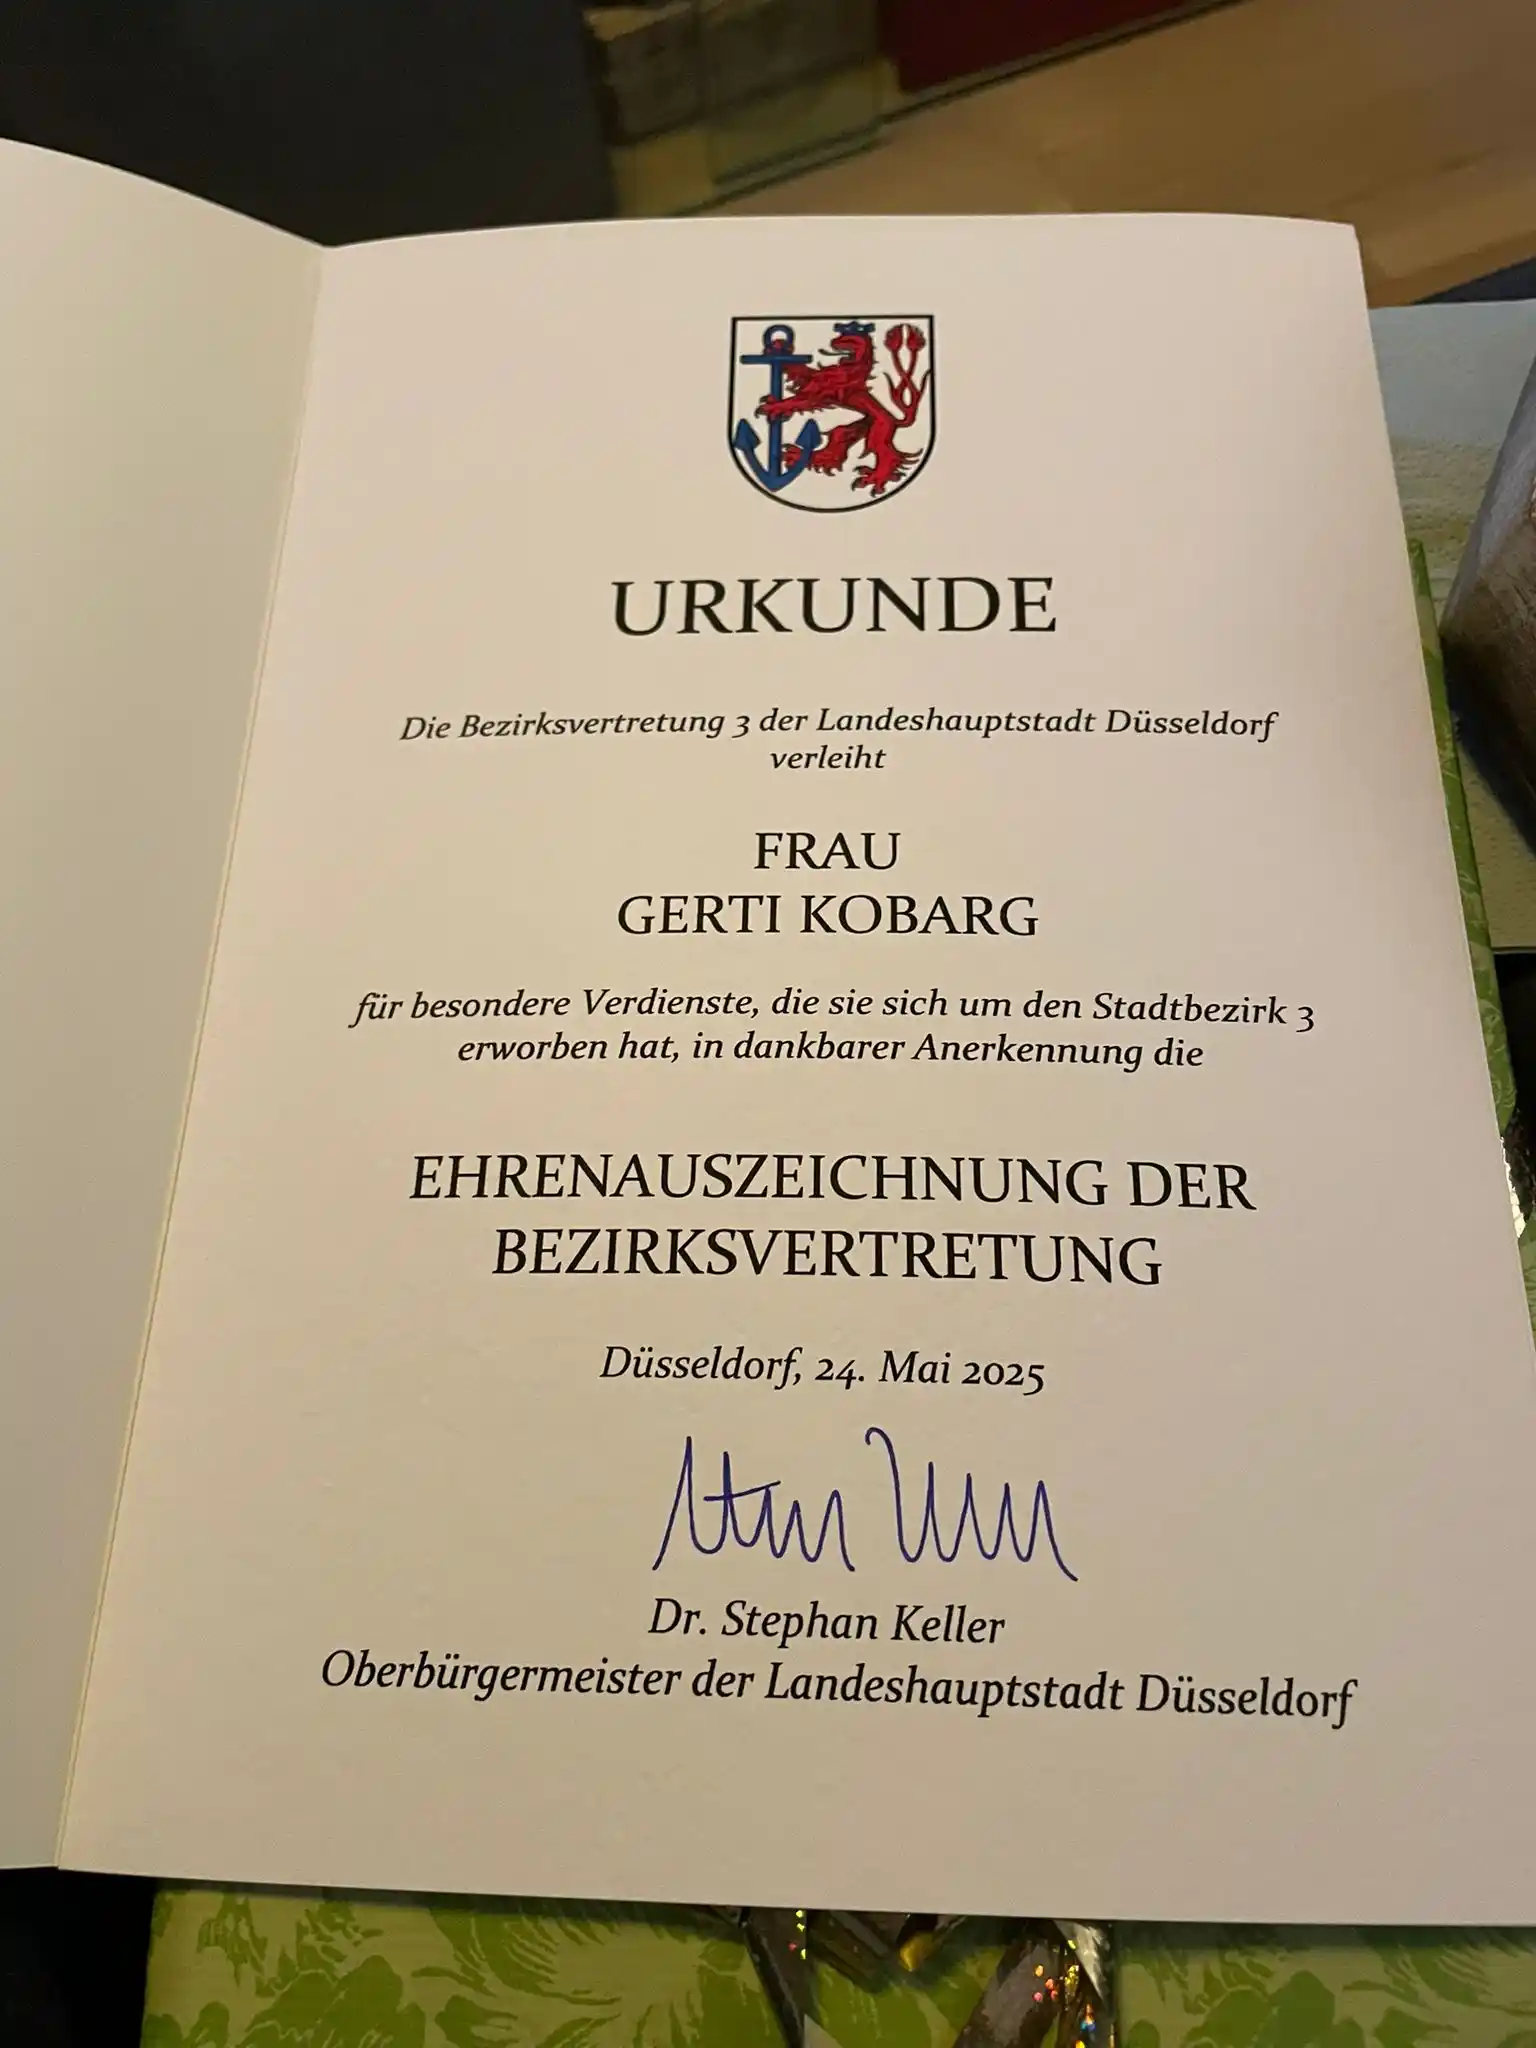 URKUNDE
Die Bezirksvertretung 3 der Landeshauptstadt Düsseldorf
verleiht
FRAU
GERTI KOBARG
für besondere Verdienste, die sie sich um den Stadtbezirk 3
erworben hat, in dankbarer Anerkennung die
EHRENAUSZEICHNUNG DER
BEZIRKSVERTRETUNG
Düsseldorf, 24. Mai 2025
Dr. Stephan Keller
Oberbürgermeister der Landeshauptstadt Düsseldorf